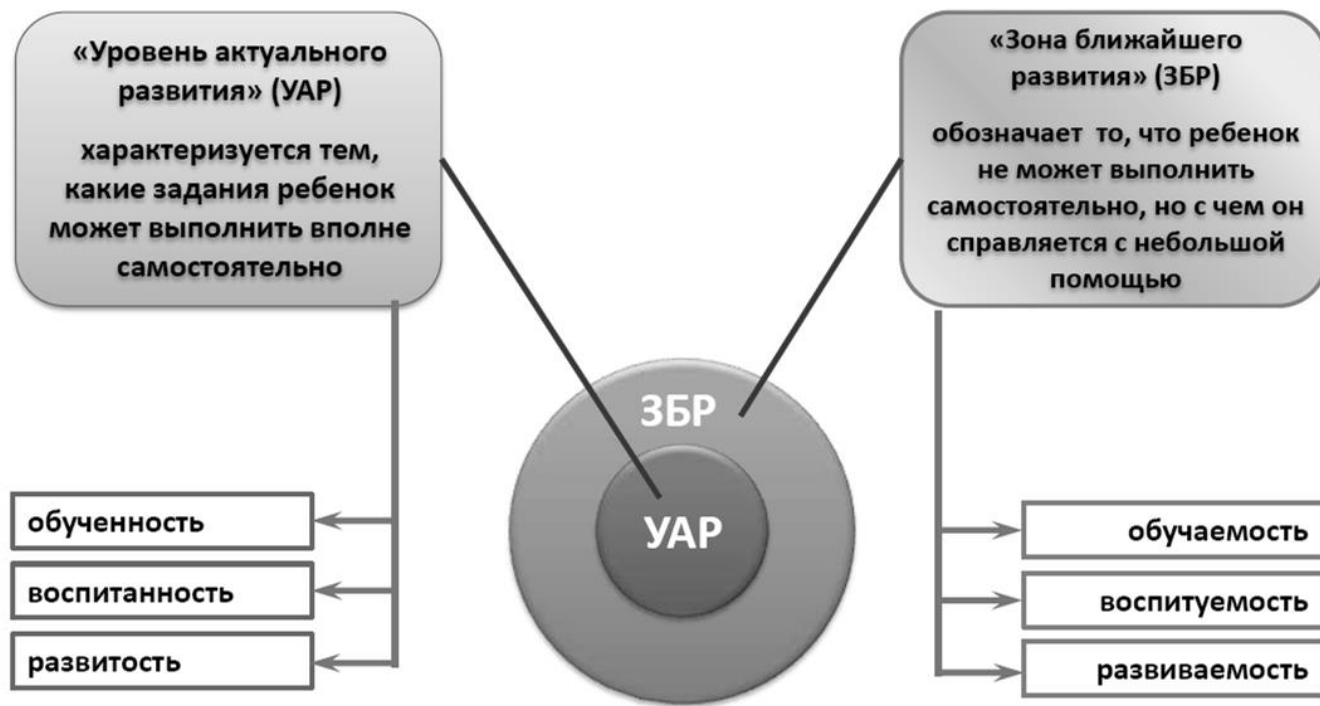 «Уровень актуального
развития» (УАР)
характеризуется тем,
какие задания ребенок
может выполнить вполне
самостоятельно
«Зона ближайшего
развития» (ЗБР)
обозначает то, что ребенок
не может выполнить
самостоятельно, но с чем он
справляется с небольшой
помощью
ЗБР
УАР
обученность
воспитанность
развитость
обучаемость
воспитуемость
развиваемость